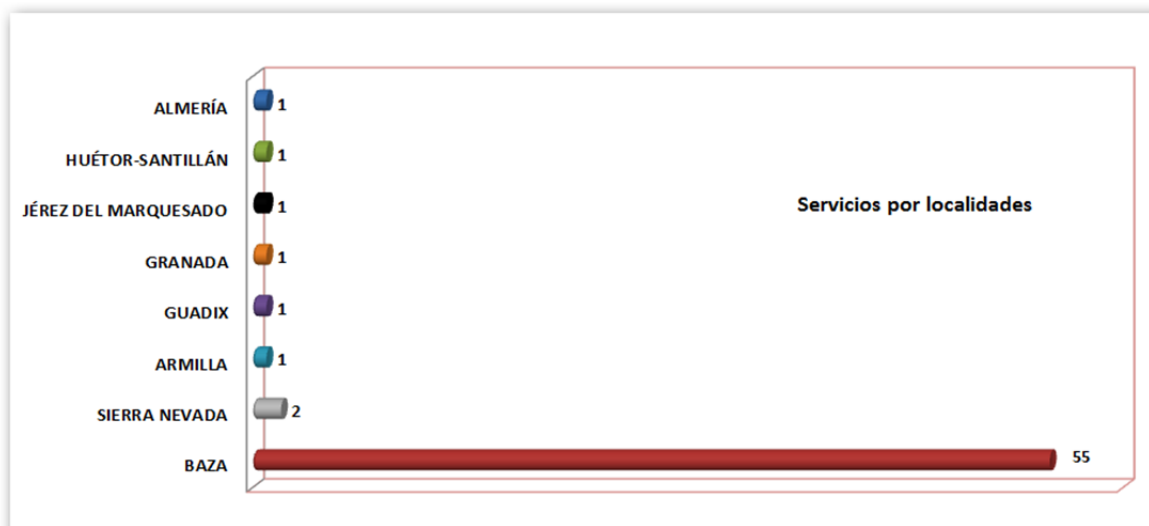 ALMERÍA 1
HUÉTOR-SANTILLÁN 1
JÉREZ DEL MARQUESADO 1
Servicios por localidades
GRANADA 1
GUADIX 1
ARMILLA 1
SIERRA NEVADA 2
BAZA 55